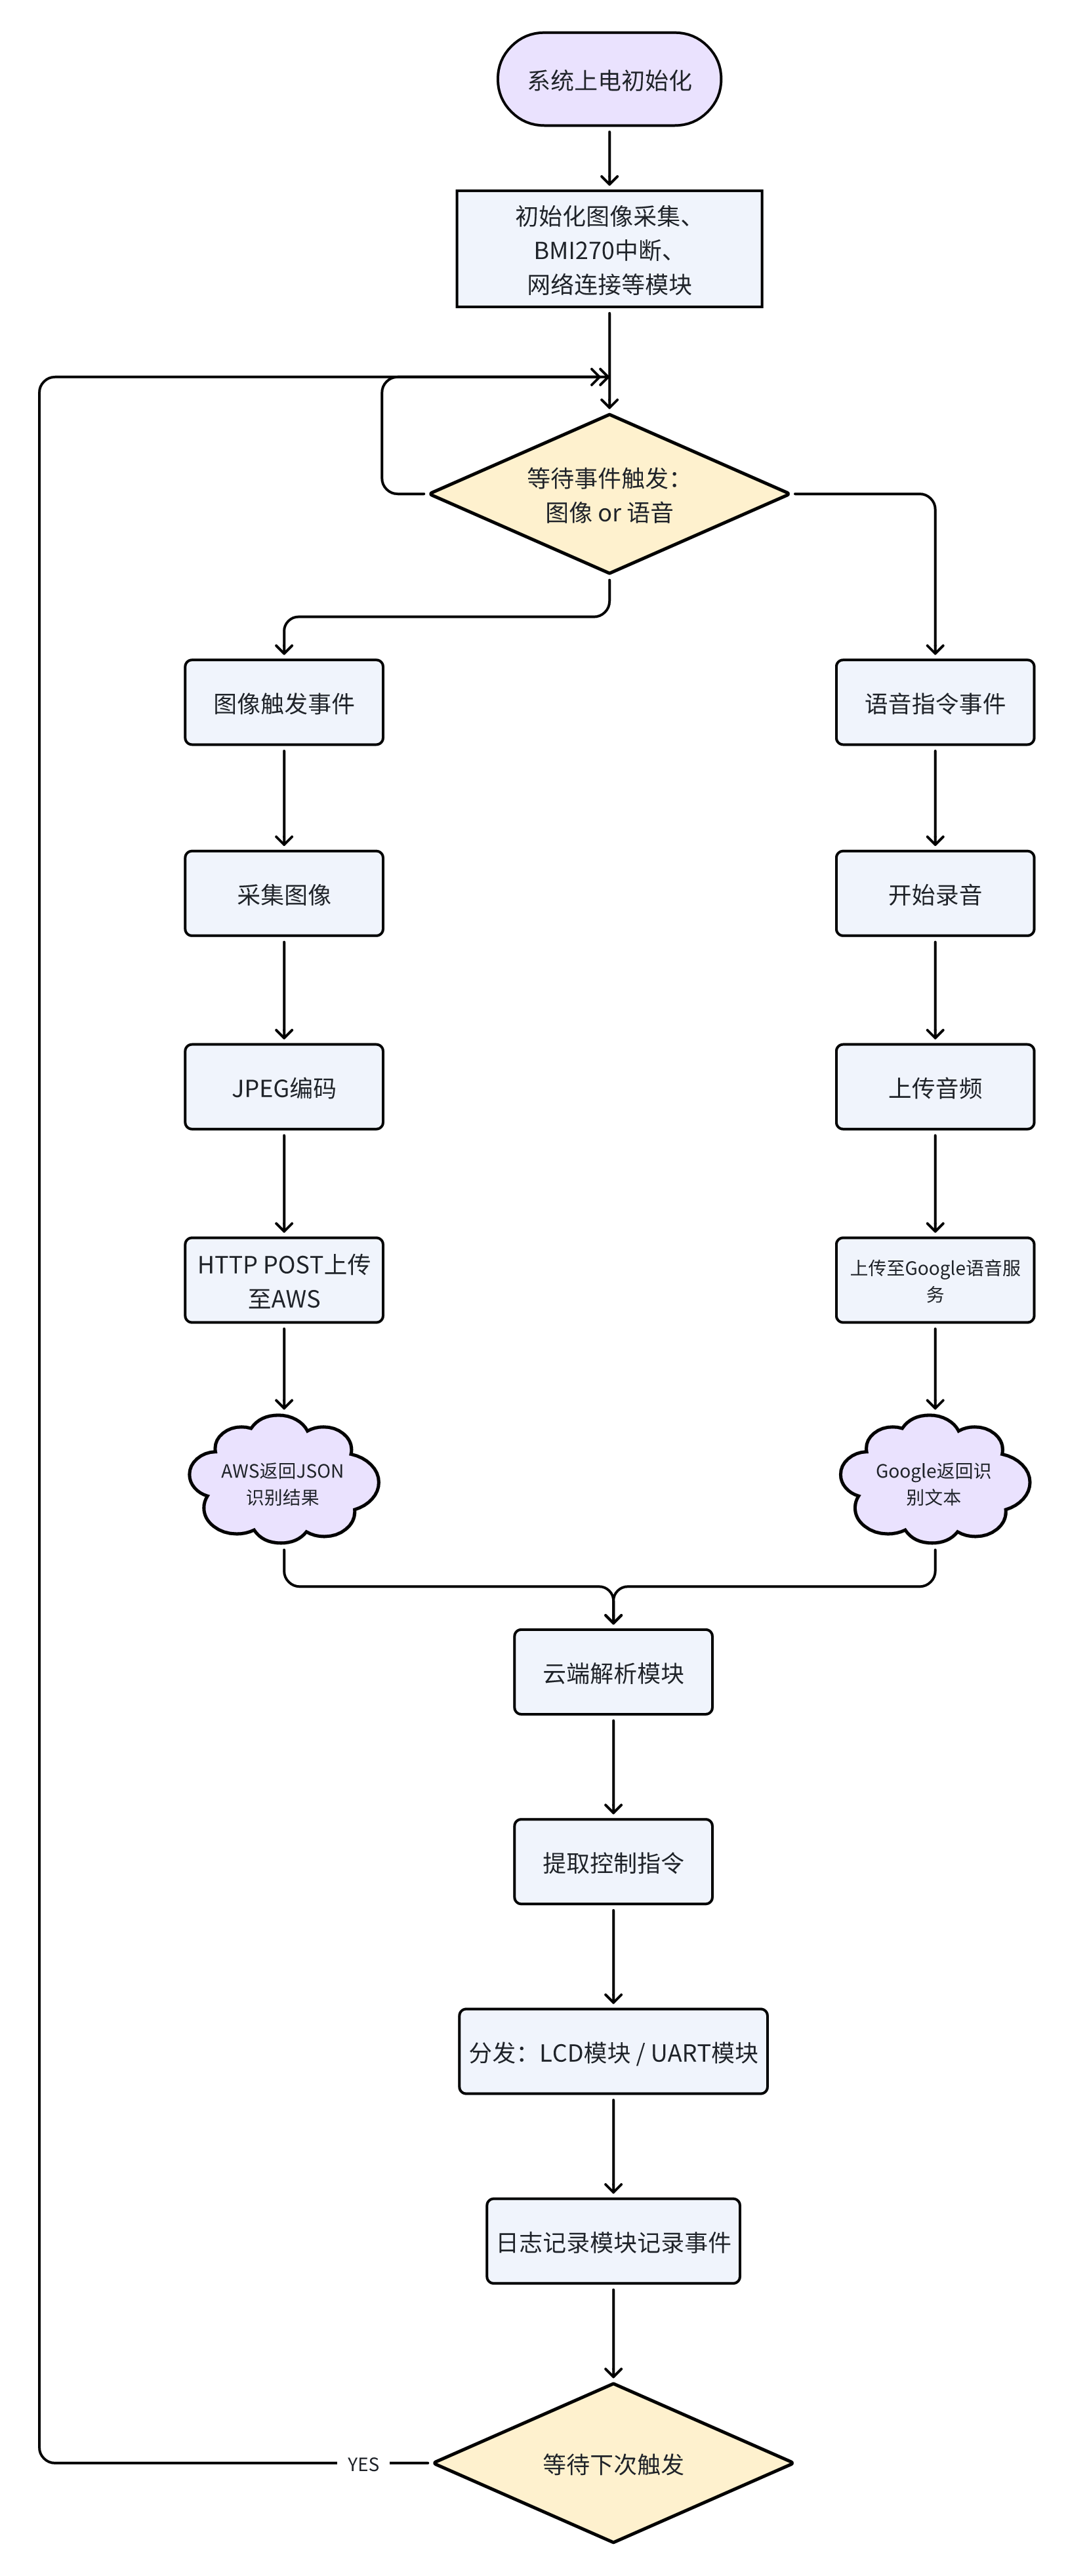 系统上电初始化
初始化图像采集、
BMI270中断、
网络连接等模块
等待事件触发：
图像 or 语音
图像触发事件
语音指令事件
采集图像
开始录音
JPEG编码
上传音频
HTTP POST上传
至AWS
上传至Google语音服
务
AWS返回JSON
识别结果
Google返回识
别文本
云端解析模块
提取控制指令
分发：LCD模块 / UART模块
日志记录模块记录事件
YES
等待下次触发